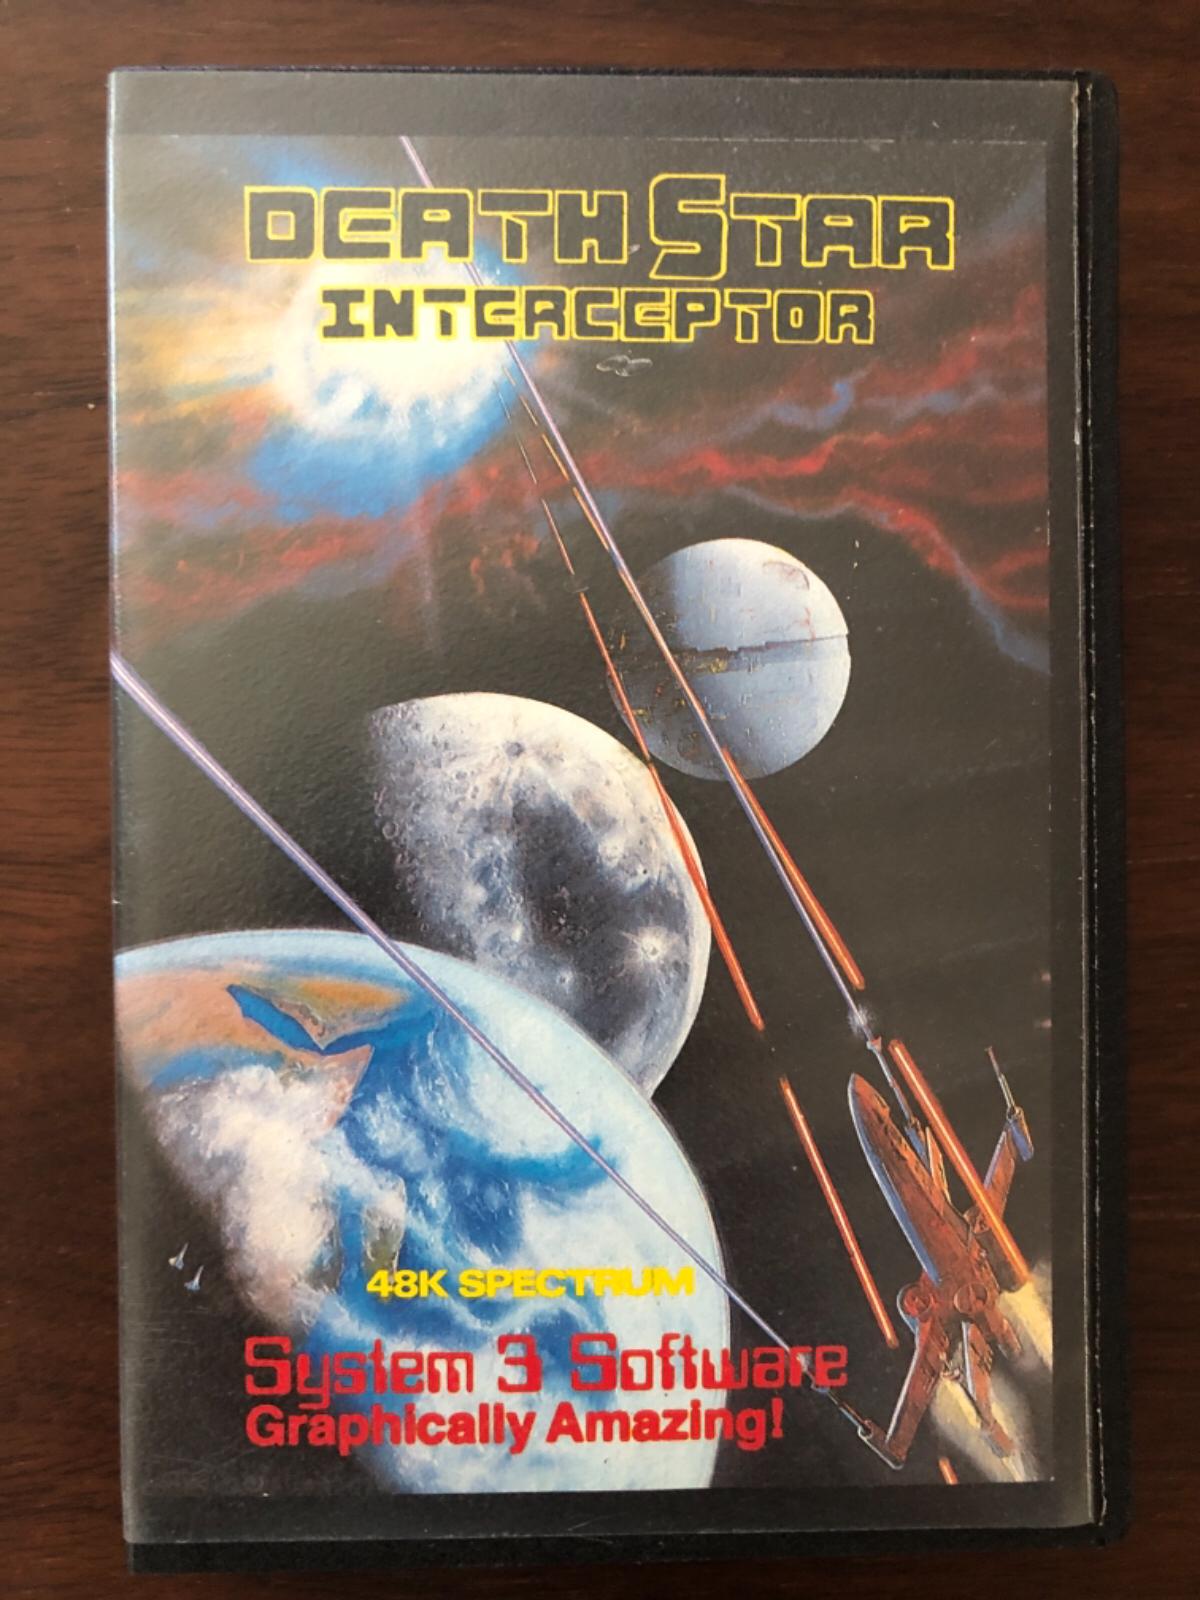 DEATH STAR
INTERCEPTOR
48K SPECTRUM
System 3 Software
Graphically Amazing!